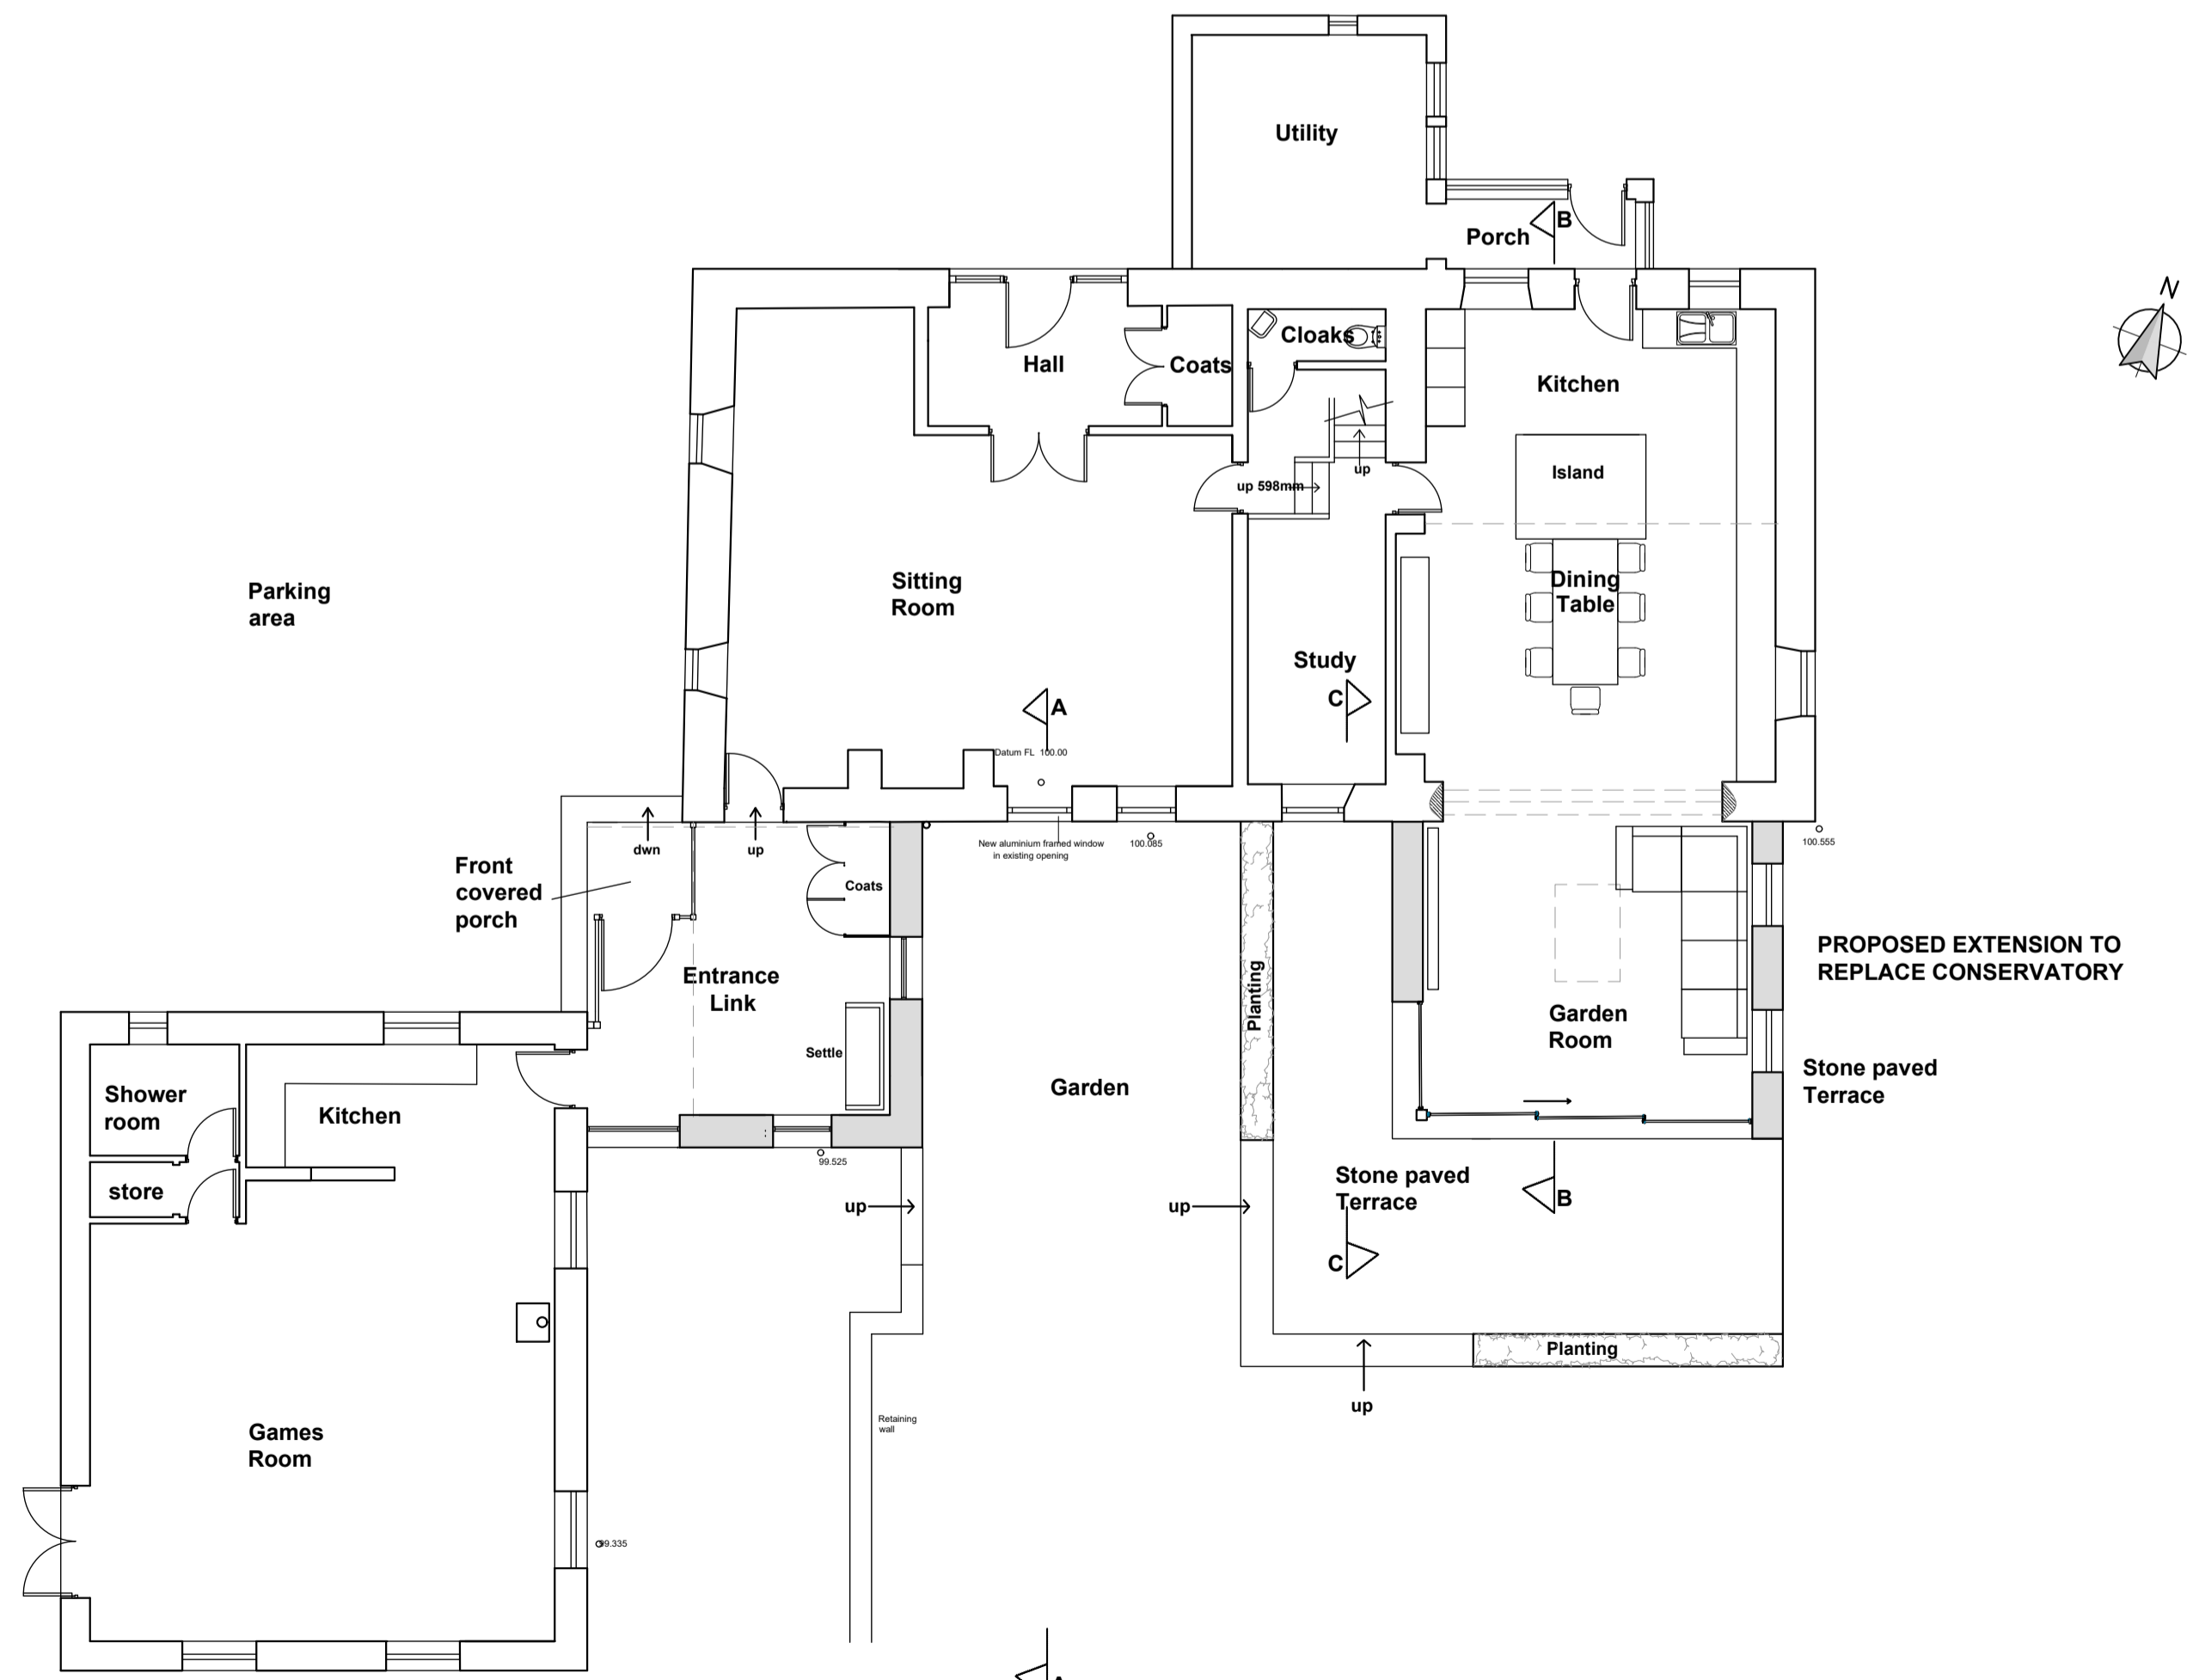 Utility
B
Porch
N
Hall
Coats
Cloaks
Kitchen
up
up 598mm
Island
Parking
area
Sitting
Room
Dining
Table
Study
C
A
Datum FL 100.00
dwn
up
New aluminium framed window
in existing opening
100.085
100.555
Front
covered
porch
Coats
Entrance
Link
Settle
Planting
Garden
PROPOSED EXTENSION TO
REPLACE CONSERVATORY
Garden
Room
Stone paved
Terrace
Shower
room
Kitchen
store
99.525
up
up
Stone paved
Terrace
B
C
Planting
up
Retaining
wall
Games
Room
99.335
A